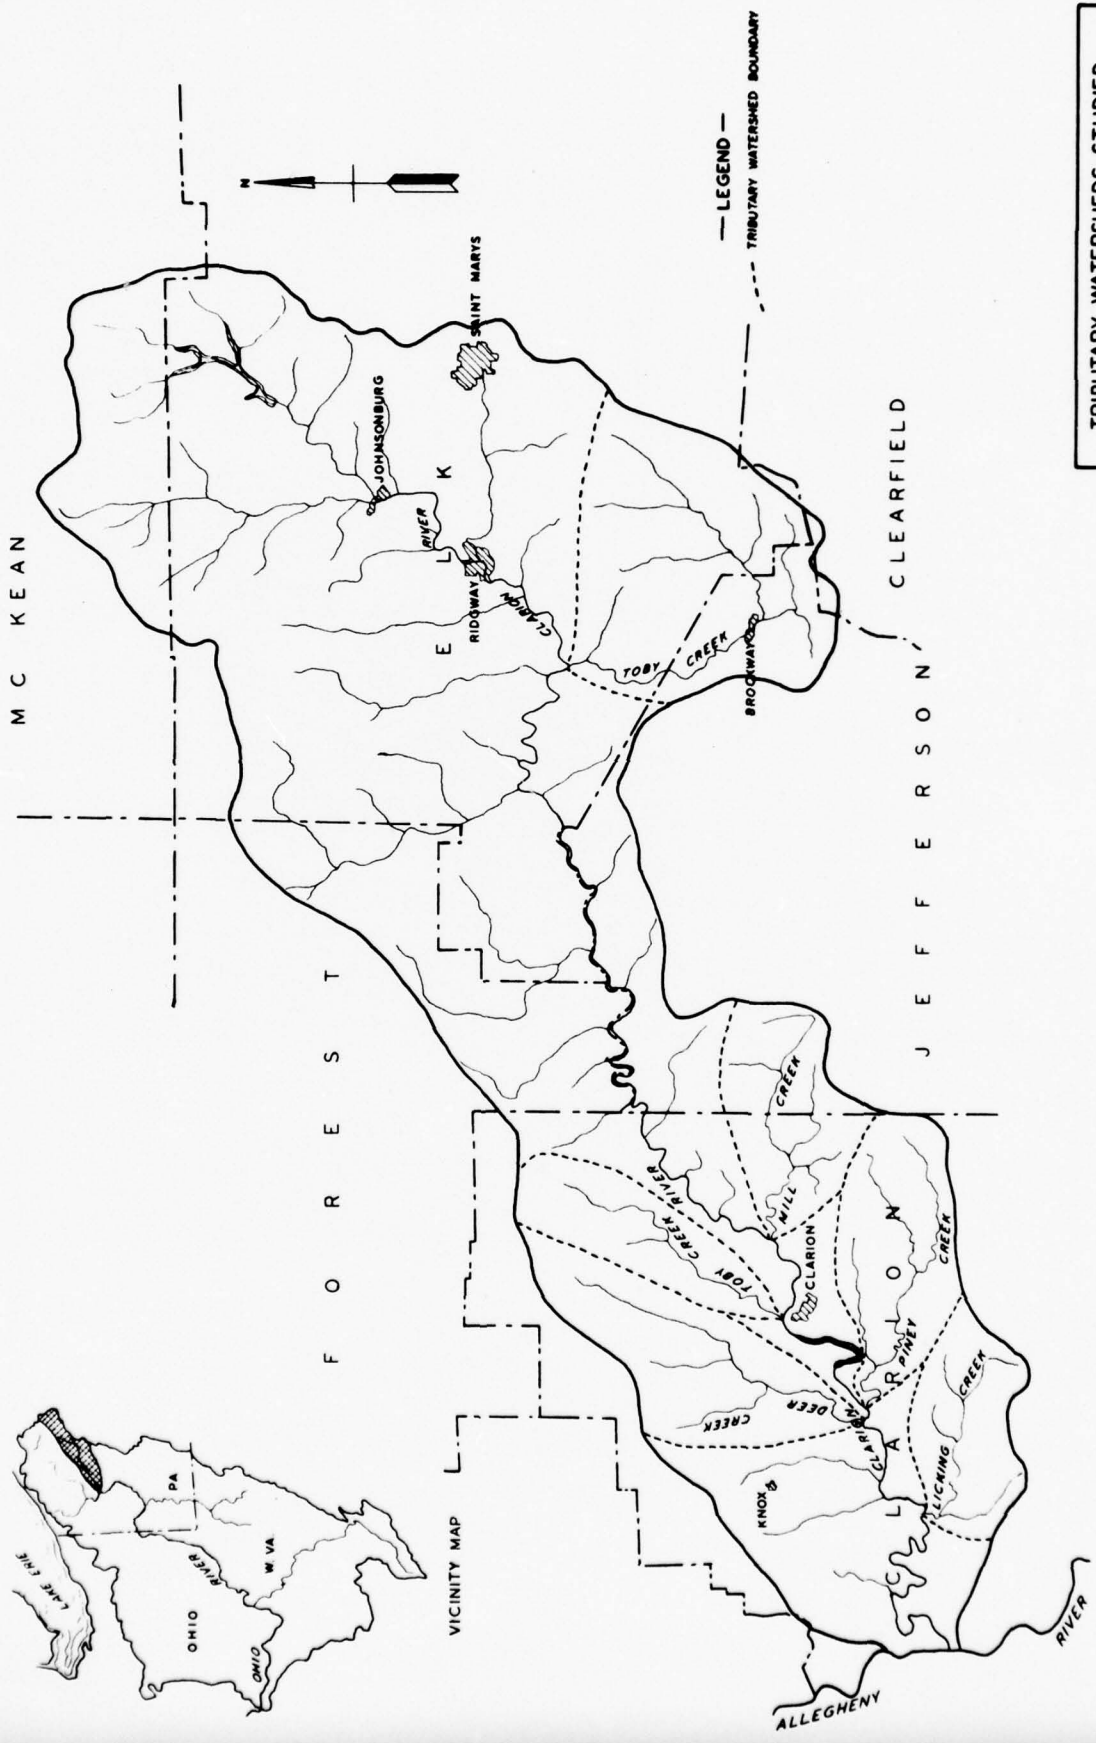 MC KEAN
N
SAINT MARYS
JOHNSONBURG
RIVER
ELK
RIDGWAY
CLARION
TOBY CREEK
BROCKWAY
— LEGEND —
TRIBUTARY WATERSHED BOUNDARY
CLEARFIELD
JEFFERSON
FOREST
CREEK
MILL
RIVER
TOBY CREEK
CLARION
CLARION
CREEK
PINEY
DEER
CREEK
CLARION
KNOX
LICKING
CREEK
ALLEGHENY
RIVER
LAKE ERIE
PA
OHIO
RIVER
W. VA.
OHIO
VICINITY MAP
TRIBUTARY WATERSHEDS STUDIED